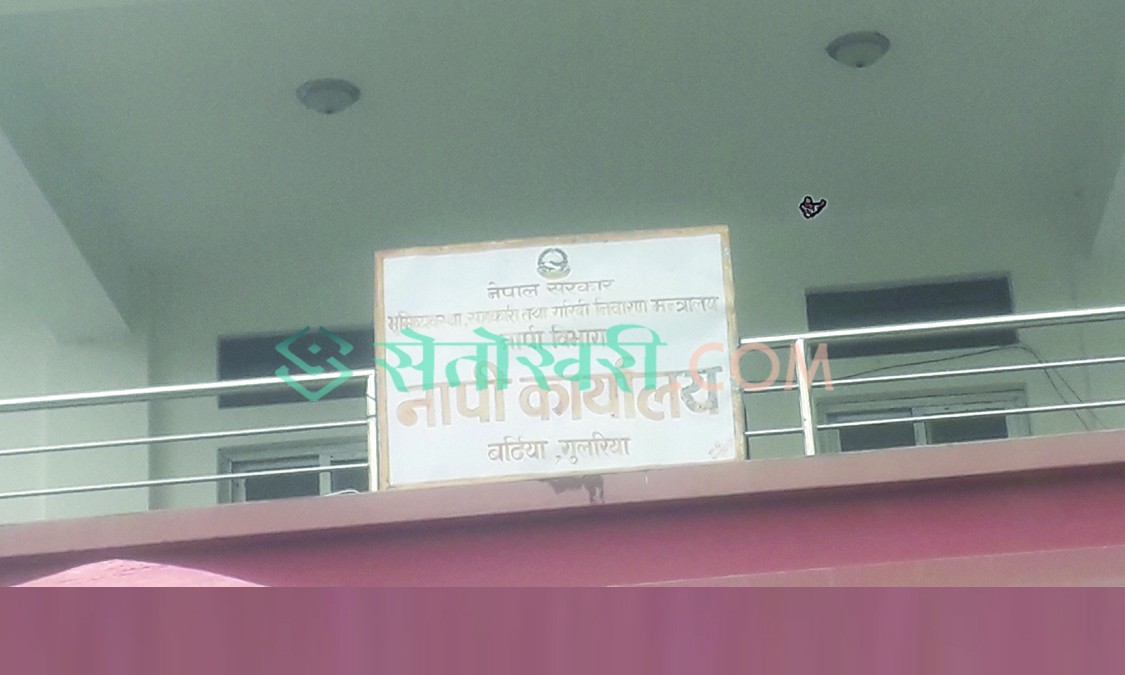 नेपाल सरकार
भूमिव्यवस्था, सहकारी तथा गरिबी निवारण मन्त्रालय
नापी विभाग
सेतोखरी.COM
नापी कार्यालय
बर्दिया ,गुलरिया